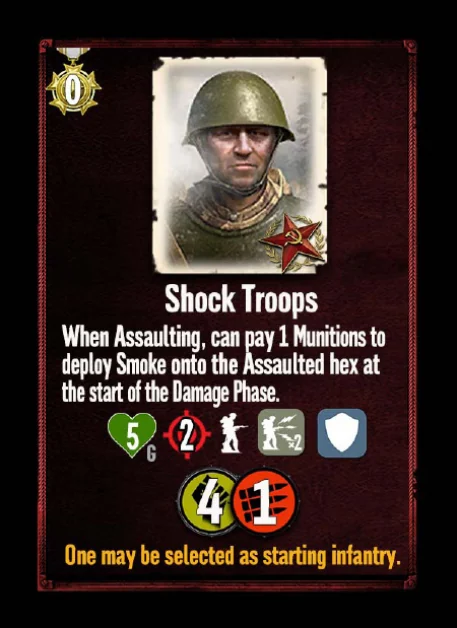 0
Shock Troops
When Assaulting, can pay 1 Munitions to
deploy Smoke onto the Assaulted hex at
the start of the Damage Phase.
5 G 2 x2
4 1
One may be selected as starting infantry.